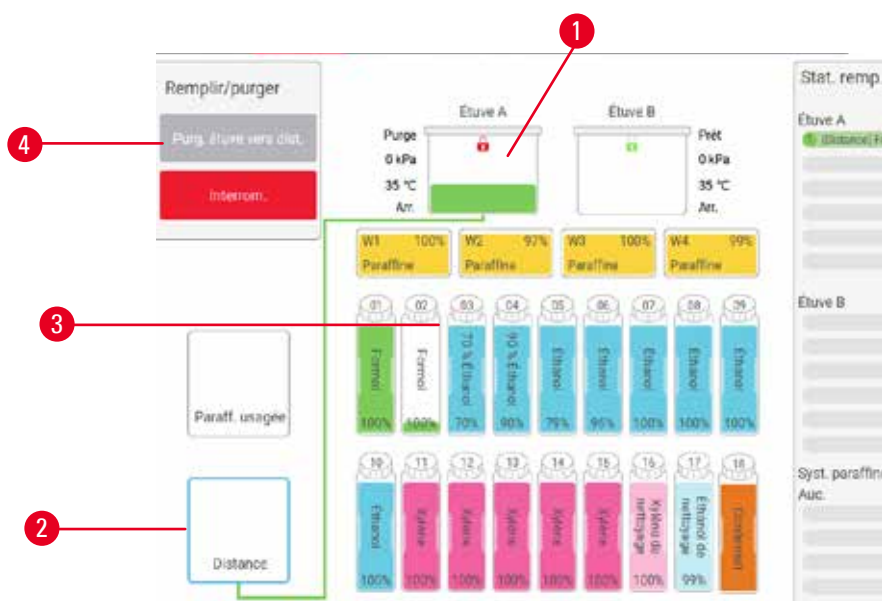 1
Remplir/purger
Purg. étuve vers dist.
Interrom.
4
Étuve A
Étuve B
Purge
0 kPa
35 °C
Arr.
Prêt
0 kPa
35 °C
Arr.
W1 100%
Paraffine
W2 97%
Paraffine
W3 100%
Paraffine
W4 99%
Paraffine
3
01
Formol
100%
02
Formol
100%
03
70 % Éthanol
70%
04
90 % Éthanol
90%
05
Éthanol
79%
06
Éthanol
95%
07
Éthanol
100%
08
Éthanol
100%
09
Éthanol
100%
Paraff. usagée
10
Éthanol
100%
11
Xylène
100%
12
Xylène
100%
13
Xylène
100%
14
Xylène
100%
15
Xylène
100%
16
Xylène de nettoyage
100%
17
Éthanol de nettoyage
99%
18
2
Distance
Stat. remp.
Étuve A
(Distance)
Étuve B
Syst. paraffine
Auc.